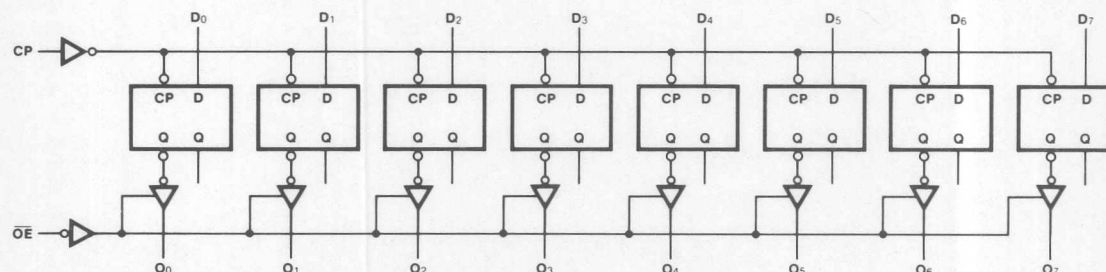 D0 D1 D2 D3 D4 D5 D6 D7
CP
CP D CP D CP D CP D CP D CP D CP D CP D
Q Q Q Q Q Q Q Q Q Q Q Q Q Q Q Q
OE
O0 O1 O2 O3 O4 O5 O6 O7